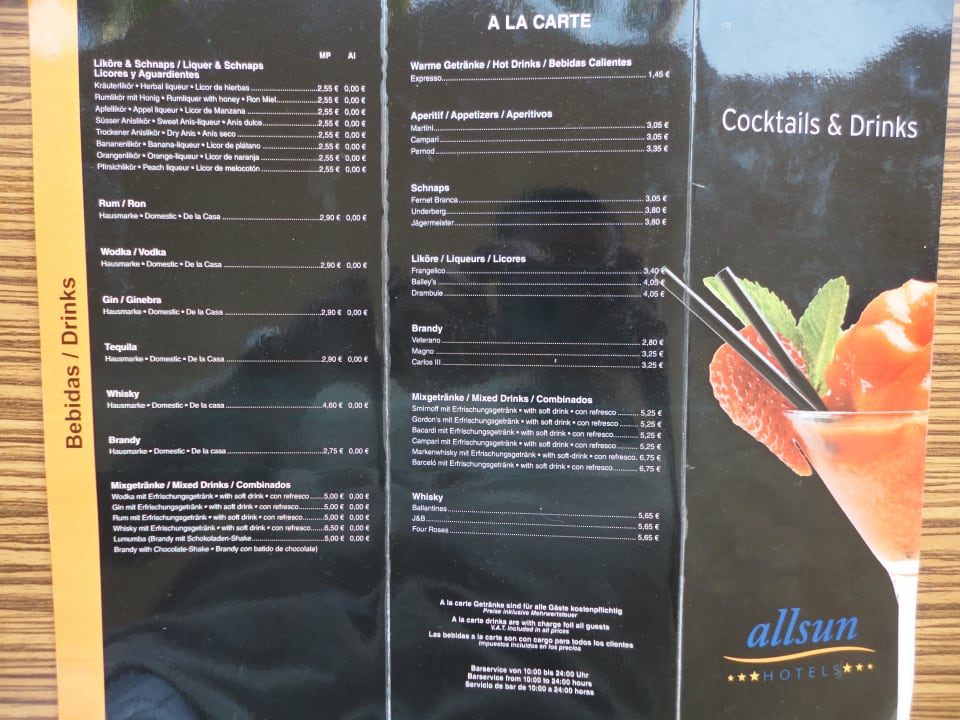 Bebidas / Drinks
MP AI
Liköre & Schnaps / Liquer & Schnaps
Licores y Aguardientes
Kräuterlikör • Herbal liqueur • Licor de hierbas 2,55 € 0,00 €
Rumlikör mit Honig • Rumliquer with honey • Ron Miel 2,55 € 0,00 €
Apfellikör • Appel liqueur • Licor de Manzana 2,55 € 0,00 €
Süsser Anislikör • Sweet Anis-liqueur • Anis dulce 2,55 € 0,00 €
Trockener Anislikör • Dry Anis • Anis seco 2,55 € 0,00 €
Bananenlikör • Banana-liqueur • Licor de plátano 2,55 € 0,00 €
Orangenlikör • Orange-liqueur • Licor de naranja 2,55 € 0,00 €
Pfirsichlikör • Peach liqueur • Licor de melocotón 2,55 € 0,00 €
Rum / Ron
Hausmarke • Domestic • De la Casa 2,90 € 0,00 €
Wodka / Vodka
Hausmarke • Domestic • De la Casa 2,90 € 0,00 €
Gin / Ginebra
Hausmarke • Domestic • De la Casa 2,90 € 0,00 €
Tequila
Hausmarke • Domestic • De la Casa 2,90 € 0,00 €
Whisky
Hausmarke • Domestic • De la casa 4,60 € 0,00 €
Brandy
Hausmarke • Domestic • De la casa 2,75 € 0,00 €
Mixgetränke / Mixed Drinks / Combinados
Wodka mit Erfrischungsgetränk • with soft drink • con refresco 5,00 € 0,00 €
Gin mit Erfrischungsgetränk • with soft drink • con refresco 5,00 € 0,00 €
Rum mit Erfrischungsgetränk • with soft drink • con refresco 5,00 € 0,00 €
Whisky mit Erfrischungsgetränk • with soft drink • con refresco 6,50 € 0,00 €
Lumumba (Brandy mit Schokoladen-Shake 5,00 € 0,00 €
Brandy with Chocolate-Shake • Brandy con batido de chocolate)
A LA CARTE
Warme Getränke / Hot Drinks / Bebidas Calientes
Expresso 1,45 €
Aperitif / Appetizers / Aperitivos
Martini 3,05 €
Campari 3,05 €
Pernod 3,35 €
Schnaps
Fernet Branca 3,05 €
Underberg 3,80 €
Jägermeister 3,80 €
Liköre / Liqueurs / Licores
Frangelico 3,40 €
Bailey's 4,05 €
Drambuie 4,05 €
Brandy
Veterano 2,80 €
Magno 3,25 €
Carlos III 3,25 €
Mixgetränke / Mixed Drinks / Combinados
Smirnoff mit Erfrischungsgetränk • with soft drink • con refresco 5,25 €
Gordon's mit Erfrischungsgetränk • with soft drink • con refresco 5,25 €
Bacardi mit Erfrischungsgetränk • with soft drink • con refresco 5,25 €
Campari mit Erfrischungsgetränk • with soft drink • con refresco 5,25 €
Markenwhisky mit Erfrischungsgetränk • with soft-drink • con refresco. 6,75 €
Barceló mit Erfrischungsgetränk • with soft-drink • con refresco 6,75 €
Whisky
Ballantines 5,65 €
J&B 5,65 €
Four Roses 5,65 €
A la carte Getränke sind für alle Gäste kostenpflichtig
Preise inklusive Mehrwertsteuer
A la carte drinks are with charge foll all guests
V.A.T. Included in all prices
Las bebidas a la carte son con cargo para todos los clientes
Impuestos incluidos en los precios
Barservice von 10:00 bis 24:00 Uhr
Barservice from 10:00 to 24:00 hours
Servicio de bar de 10:00 a 24:00 horas
Cocktails & Drinks
allsun
HOTELS